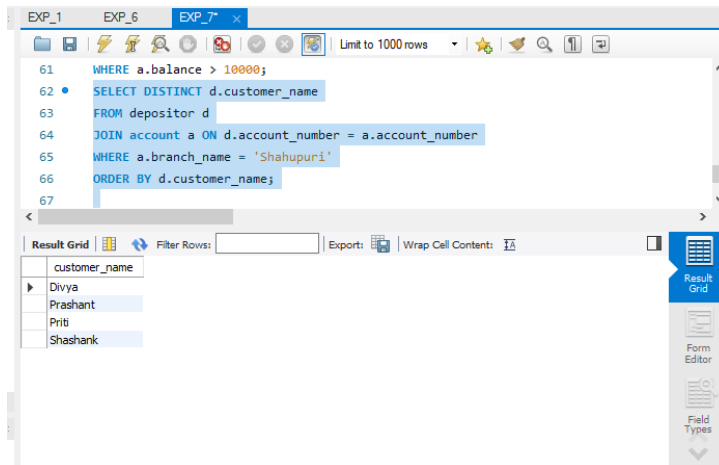 EXP_1 EXP_6 EXP_7* ×
Limit to 1000 rows
61 WHERE a.balance > 10000;
62 SELECT DISTINCT d.customer_name
63 FROM depositor d
64 JOIN account a ON d.account_number = a.account_number
65 WHERE a.branch_name = 'Shahupuri'
66 ORDER BY d.customer_name;
67
Result Grid Filter Rows: Export: Wrap Cell Content: IA
customer_name
Divya
Prashant
Priti
Shashank
Result
Grid
Form
Editor
Field
Types